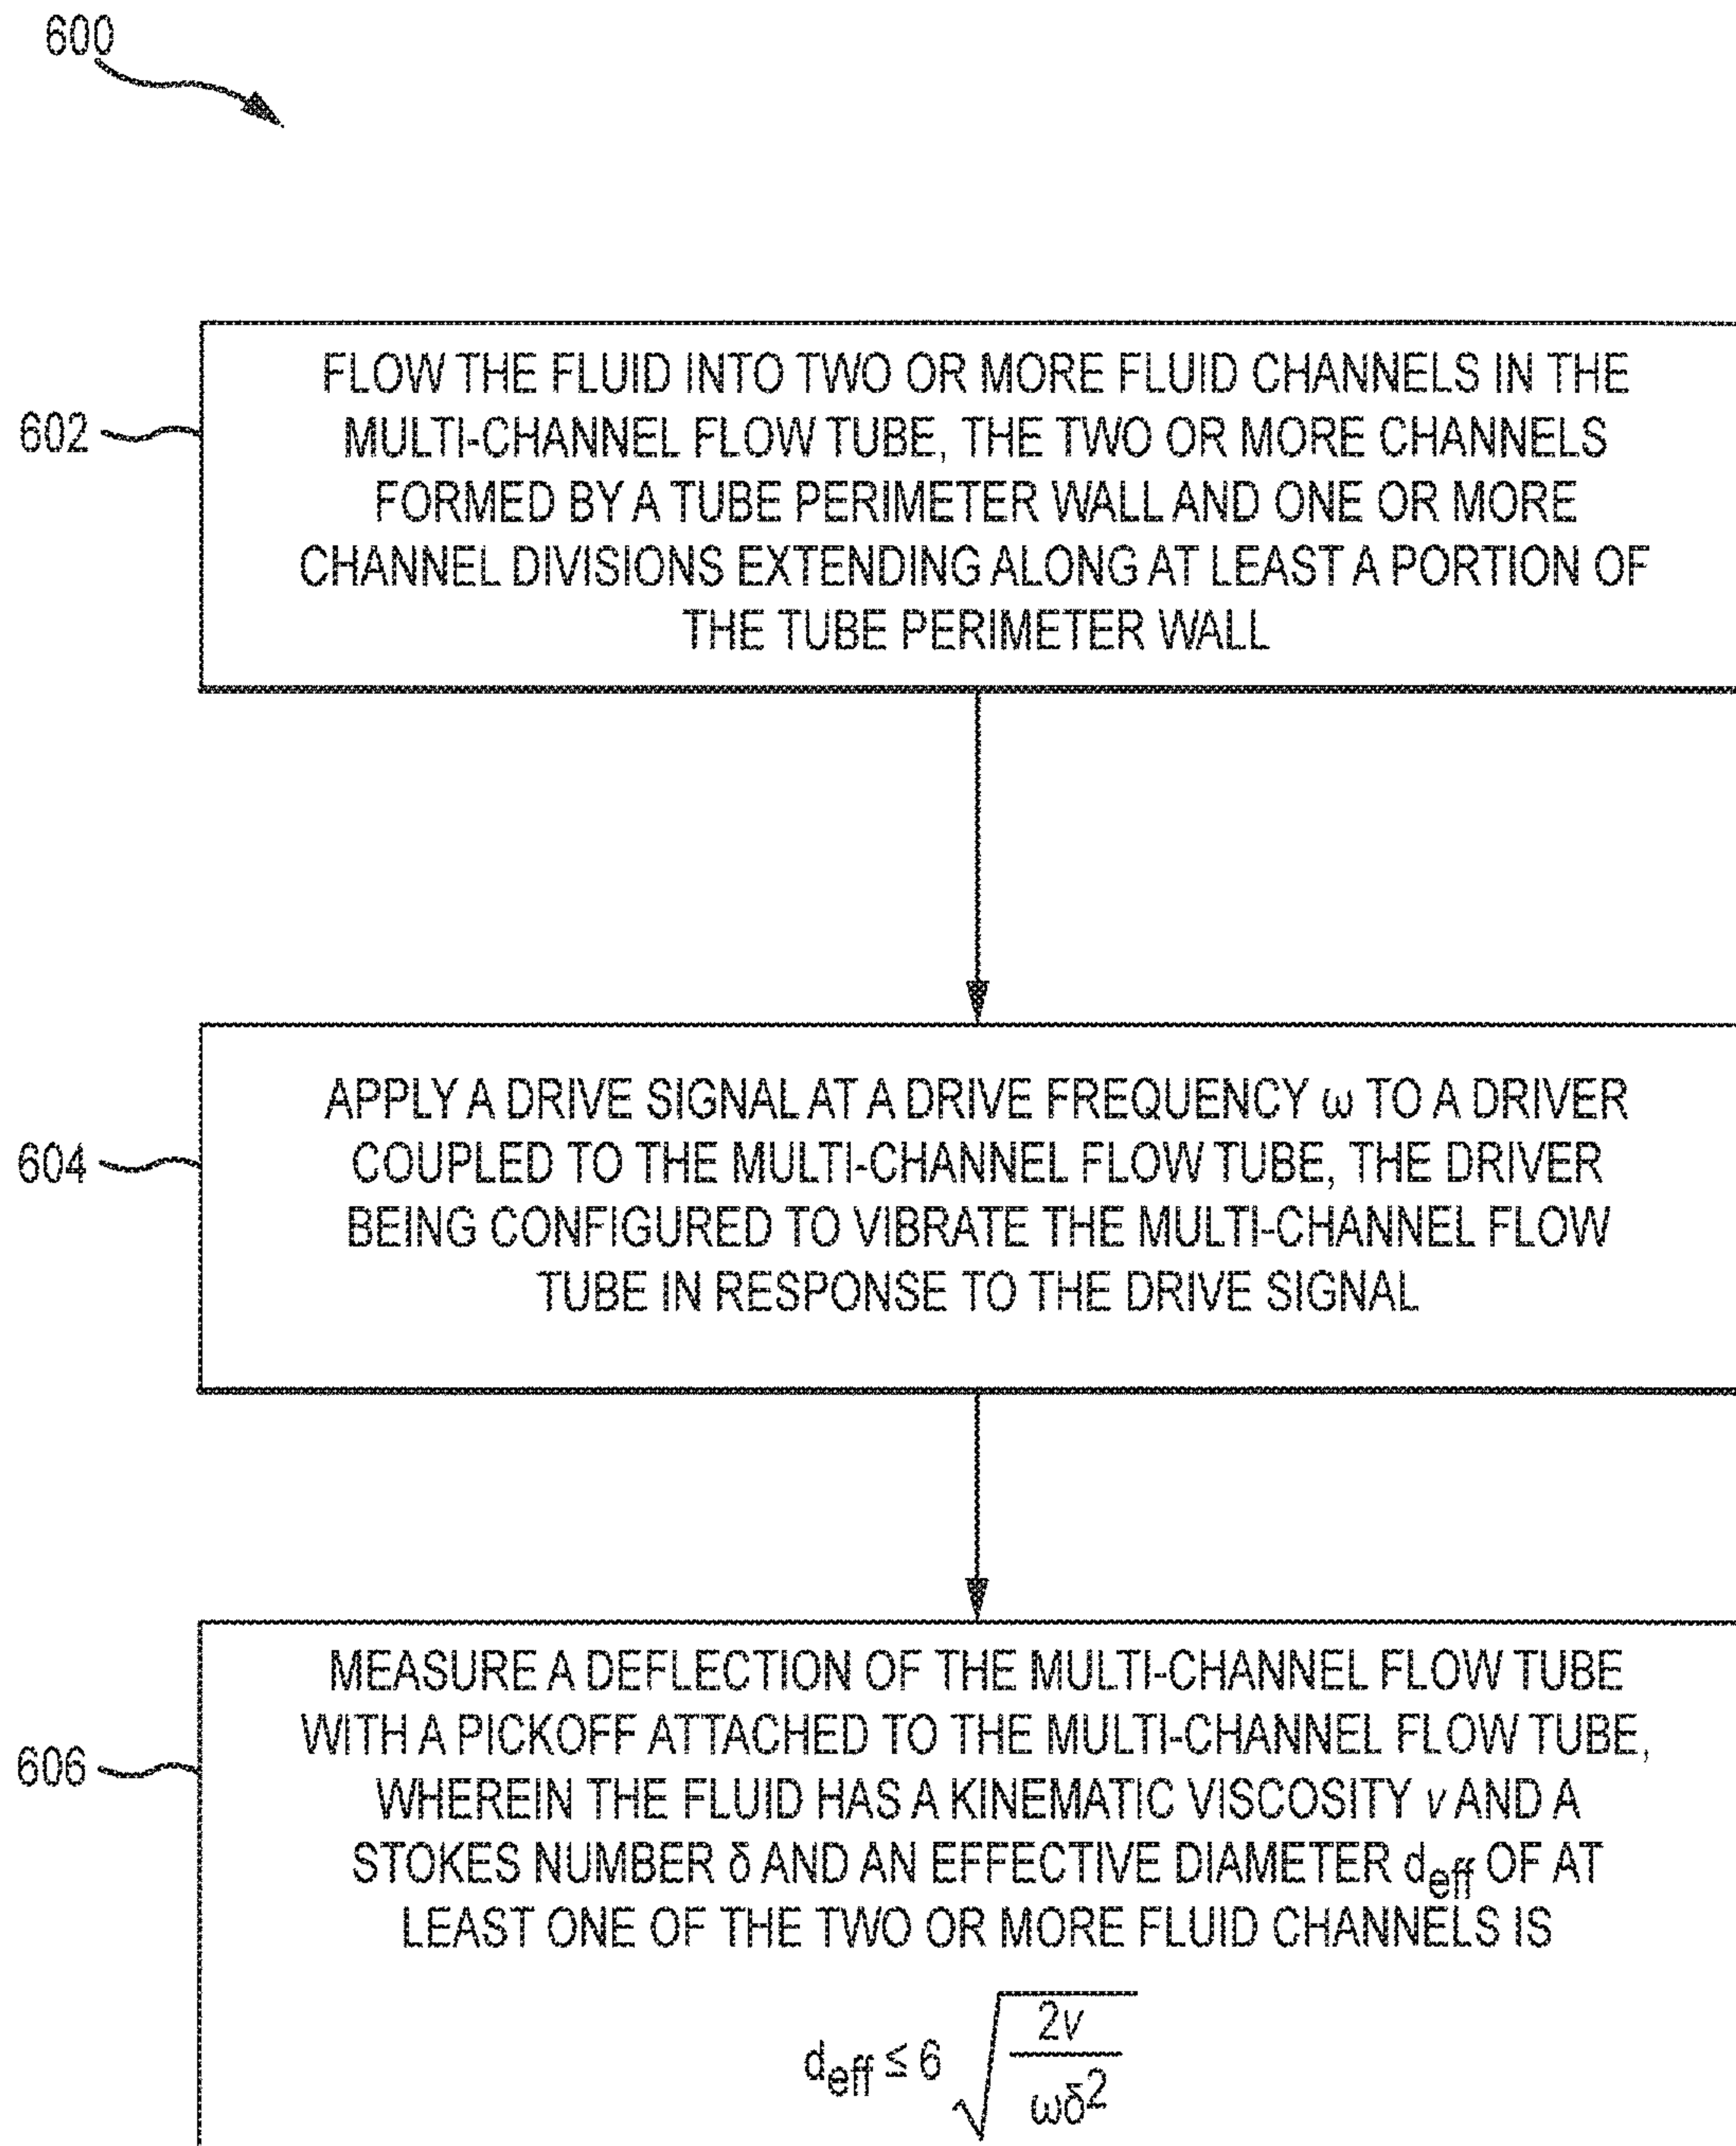 600
602
FLOW THE FLUID INTO TWO OR MORE FLUID CHANNELS IN THE
MULTI-CHANNEL FLOW TUBE, THE TWO OR MORE CHANNELS
FORMED BY A TUBE PERIMETER WALL AND ONE OR MORE
CHANNEL DIVISIONS EXTENDING ALONG AT LEAST A PORTION OF
THE TUBE PERIMETER WALL
604
APPLY A DRIVE SIGNAL AT A DRIVE FREQUENCY ω TO A DRIVER
COUPLED TO THE MULTI-CHANNEL FLOW TUBE, THE DRIVER
BEING CONFIGURED TO VIBRATE THE MULTI-CHANNEL FLOW
TUBE IN RESPONSE TO THE DRIVE SIGNAL
606
MEASURE A DEFLECTION OF THE MULTI-CHANNEL FLOW TUBE
WITH A PICKOFF ATTACHED TO THE MULTI-CHANNEL FLOW TUBE,
WHEREIN THE FLUID HAS A KINEMATIC VISCOSITY ν AND A
STOKES NUMBER δ AND AN EFFECTIVE DIAMETER d_eff OF AT
LEAST ONE OF THE TWO OR MORE FLUID CHANNELS IS
d_eff ≤ 6 √(2ν / ωδ²)